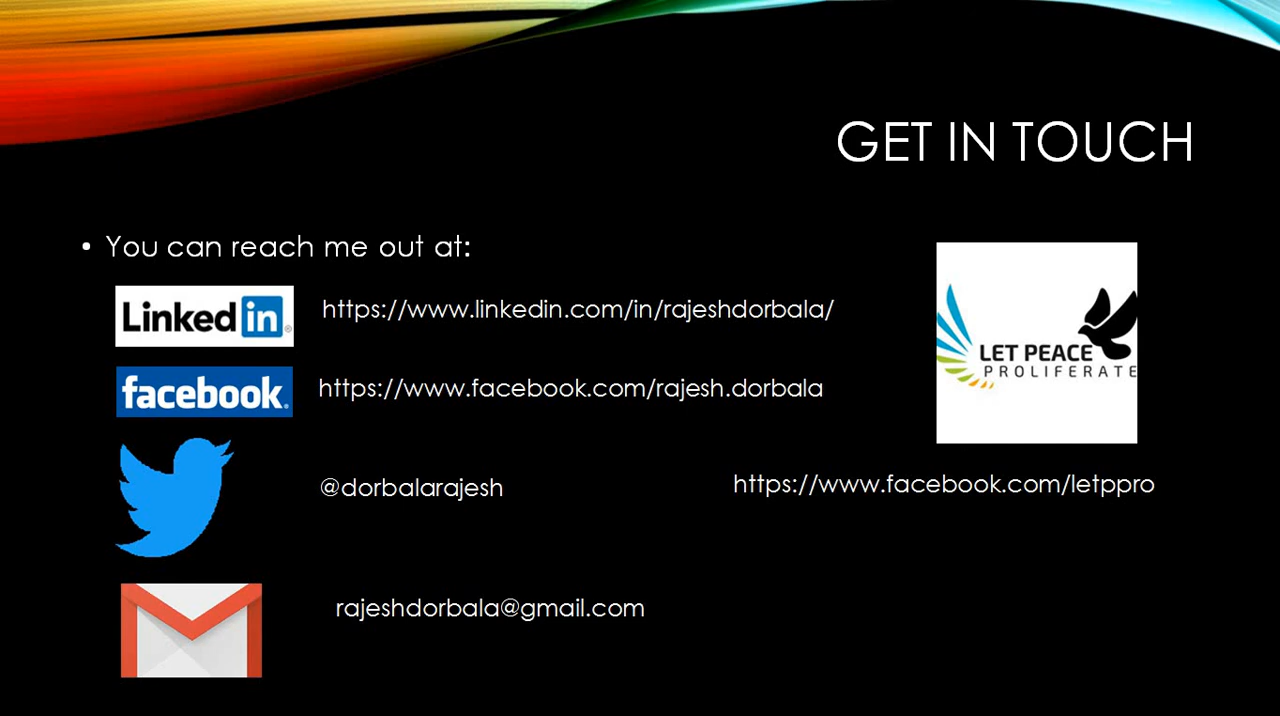 GET IN TOUCH
• You can reach me out at:
Linkedin® https://www.linkedin.com/in/rajeshdorbala/
facebook® https://www.facebook.com/rajesh.dorbala
@dorbalarajesh
rajeshdorbala@gmail.com
LET PEACE
PROLIFERATE
https://www.facebook.com/letppro